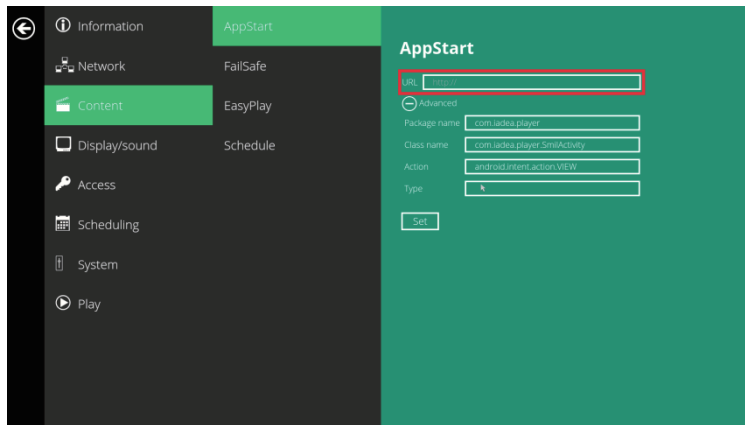 Information
Network
Content
Display/sound
Access
Scheduling
System
Play
AppStart
FailSafe
EasyPlay
Schedule
AppStart
URL http://
Advanced
Package name com.iadea.player
Class name com.iadea.player.SmilActivity
Action android.intent.action.VIEW
Type
Set